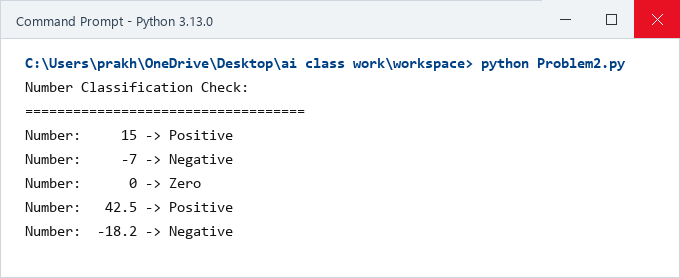 Command Prompt - Python 3.13.0
C:\Users\prakh\OneDrive\Desktop\ai class work\workspace> python Problem2.py
Number Classification Check:
===================================
Number:     15 -> Positive
Number:     -7 -> Negative
Number:      0 -> Zero
Number:   42.5 -> Positive
Number:  -18.2 -> Negative